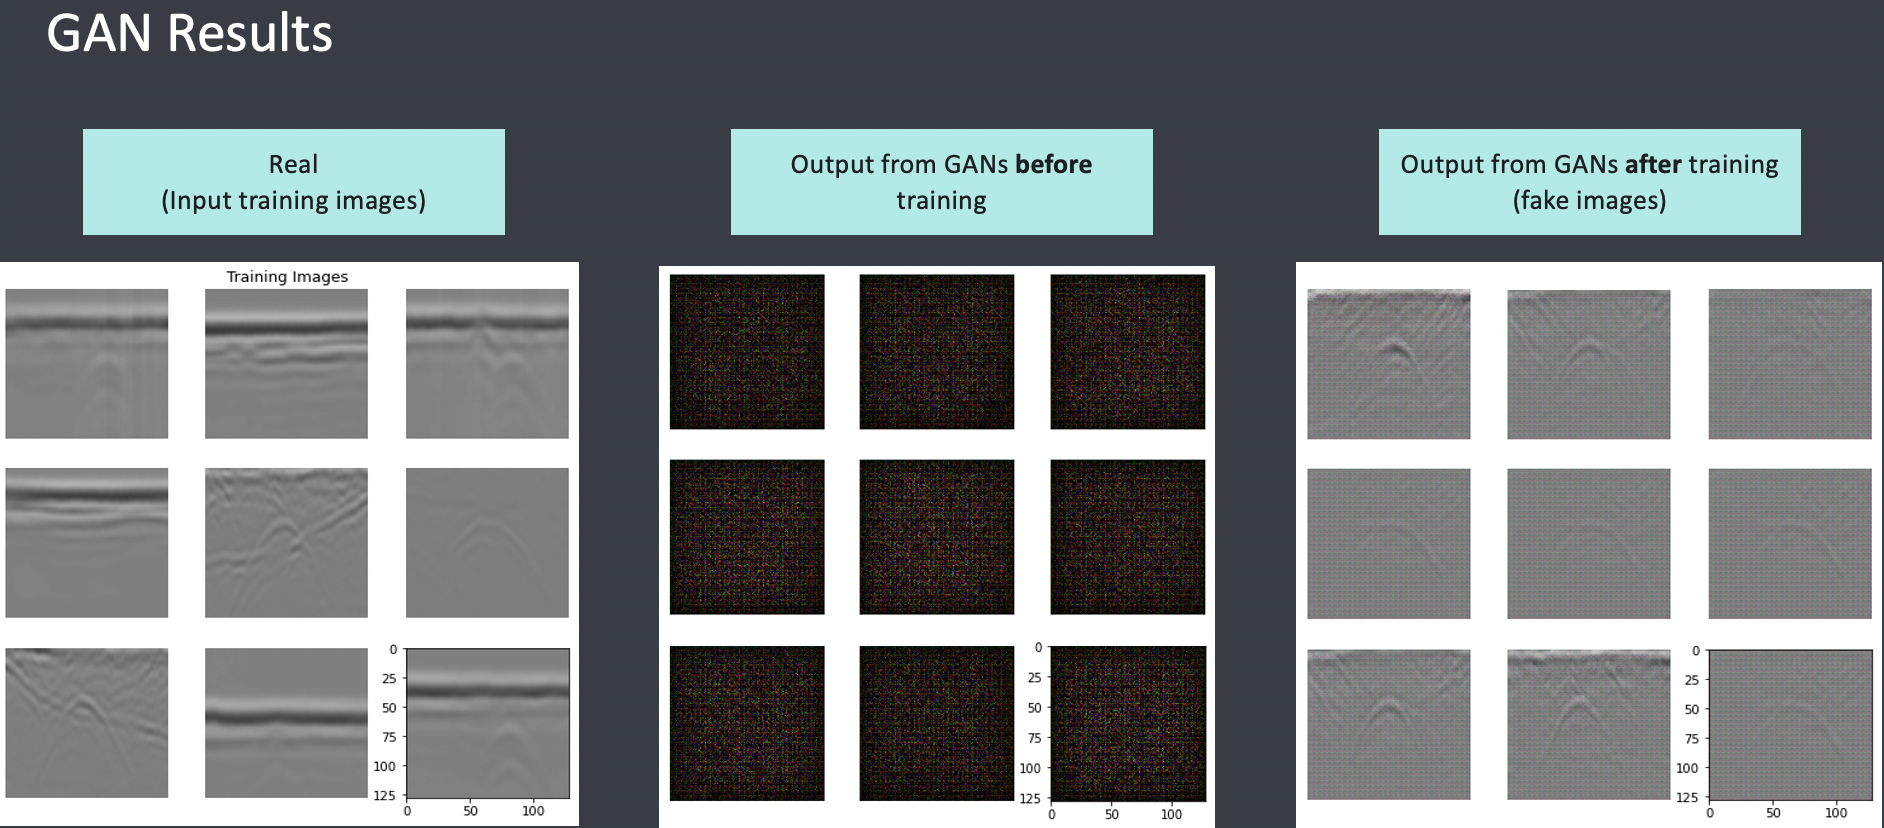 GAN Results
Real
(Input training images)
Output from GANs before
training
Output from GANs after training
(fake images)
Training Images
0
25
50
75
100
125
0 50 100
0
25
50
75
100
125
0 50 100
0
25
50
75
100
125
0 50 100